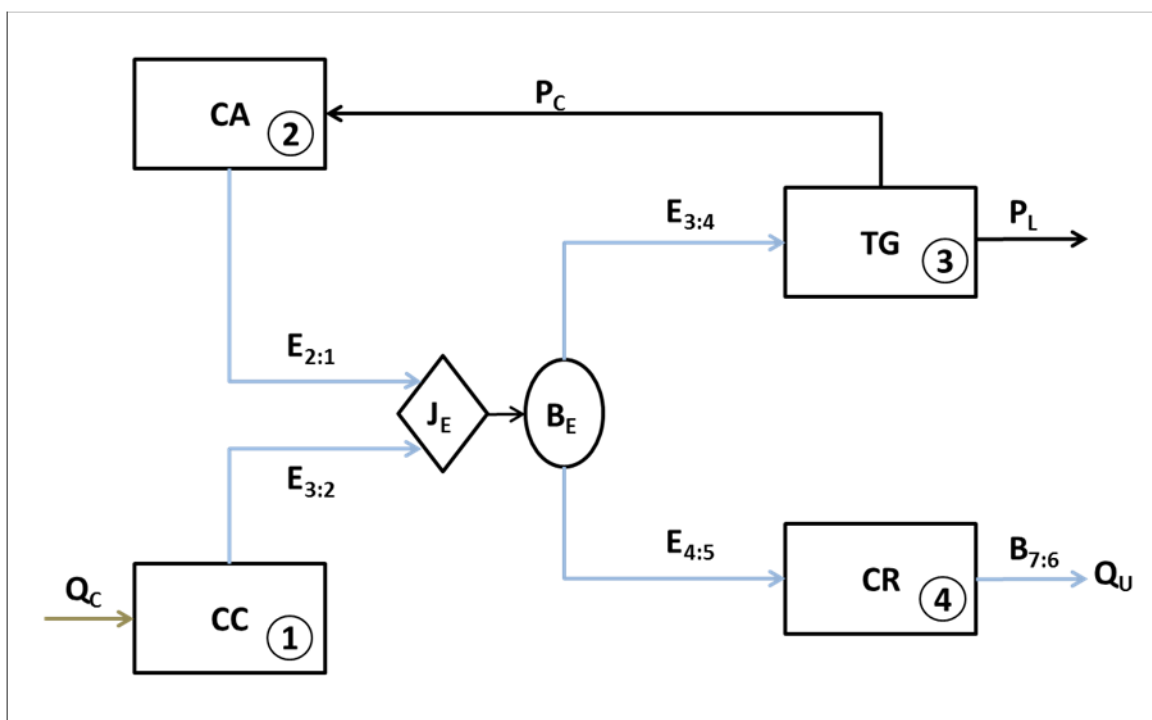 P_C
CA
2
E_3:4
P_L
TG
3
E_2:1
J_E
B_E
E_3:2
E_4:5
B_7:6
Q_C
CC
1
CR
4
Q_U